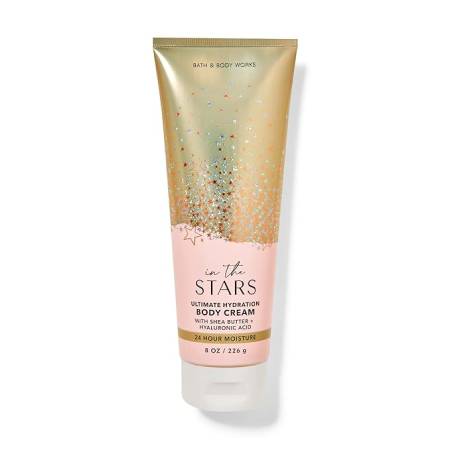 BATH & BODY WORKS
in the
STARS
ULTIMATE HYDRATION
BODY CREAM
WITH SHEA BUTTER +
HYALURONIC ACID
24 HOUR MOISTURE
8 OZ / 226 g